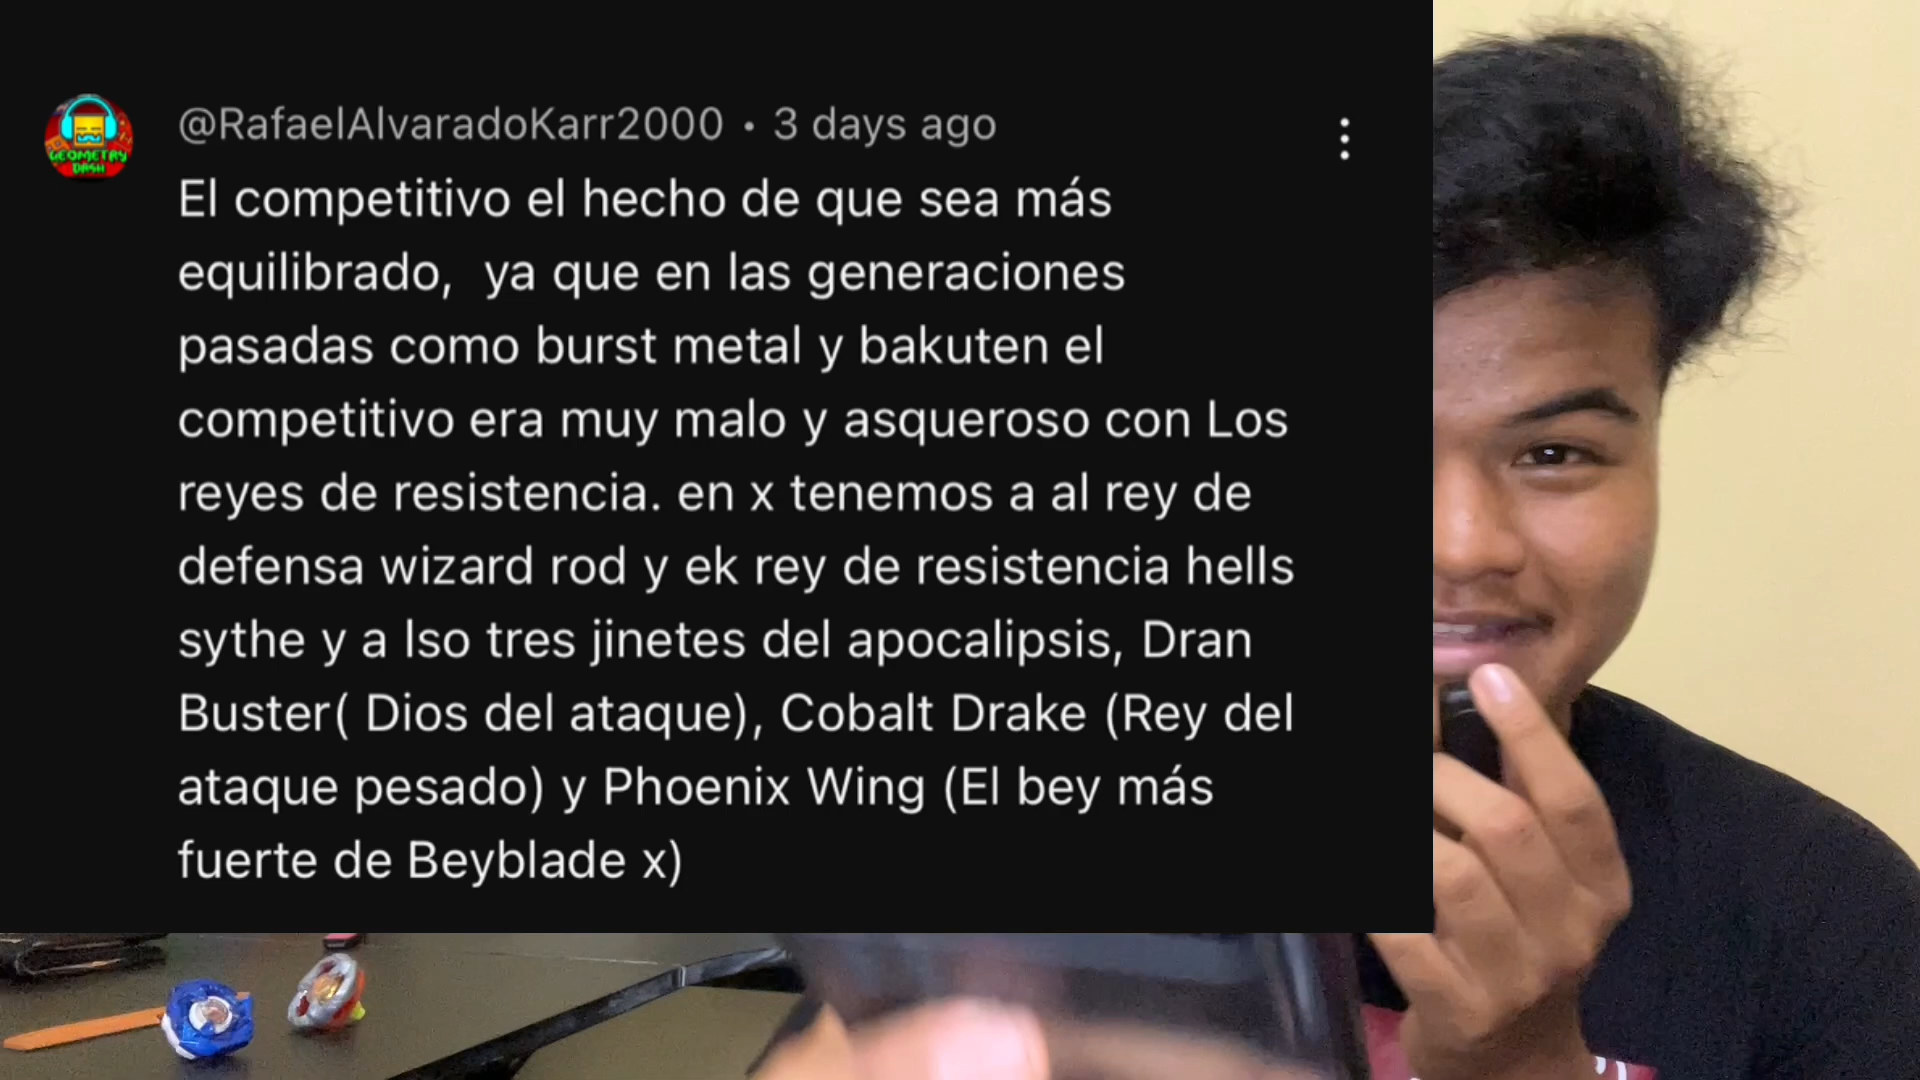 GEOMETRY
DASH
@RafaelAlvaradoKarr2000 • 3 days ago
El competitivo el hecho de que sea más
equilibrado,  ya que en las generaciones
pasadas como burst metal y bakuten el
competitivo era muy malo y asqueroso con Los
reyes de resistencia. en x tenemos a al rey de
defensa wizard rod y ek rey de resistencia hells
sythe y a lso tres jinetes del apocalipsis, Dran
Buster( Dios del ataque), Cobalt Drake (Rey del
ataque pesado) y Phoenix Wing (El bey más
fuerte de Beyblade x)